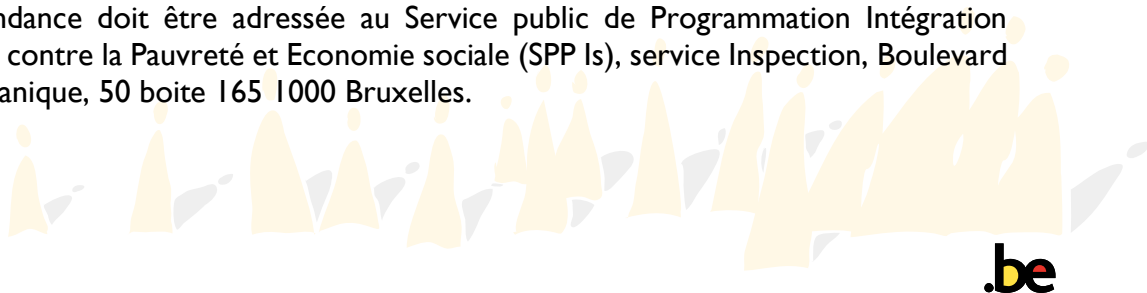 ndance doit être adressée au Service public de Programmation Intégration
contre la Pauvreté et Economie sociale (SPP Is), service Inspection, Boulevard
anique, 50 boite 165 1000 Bruxelles.
.be